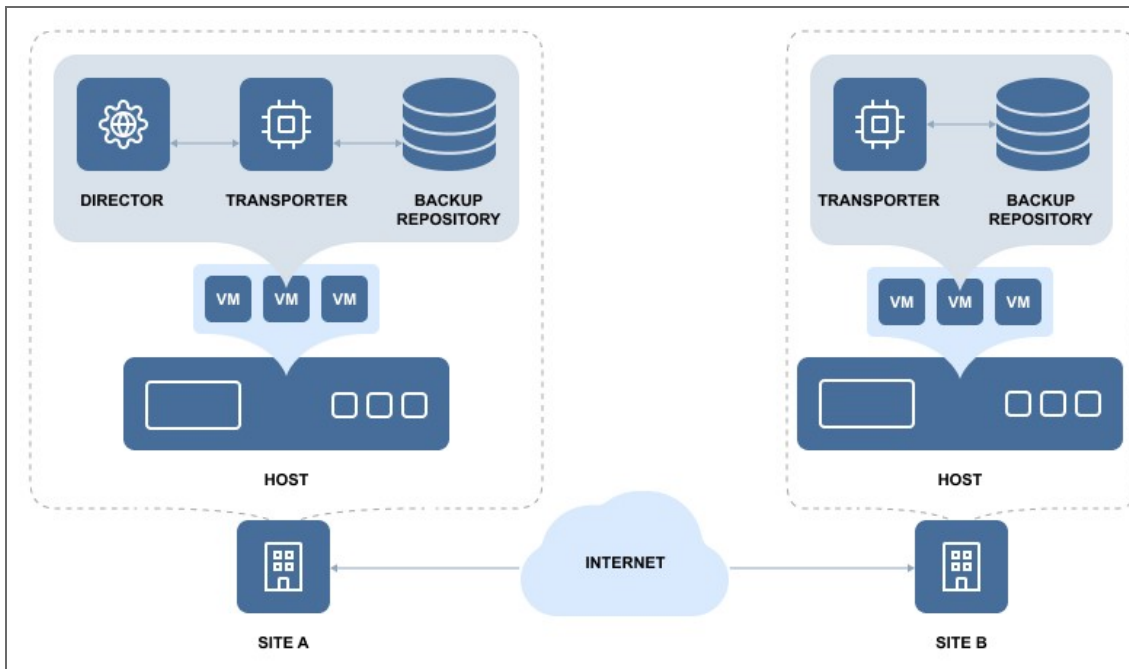 DIRECTOR
TRANSPORTER
BACKUP
REPOSITORY
VM
VM
VM
HOST
SITE A
INTERNET
TRANSPORTER
BACKUP
REPOSITORY
VM
VM
VM
HOST
SITE B